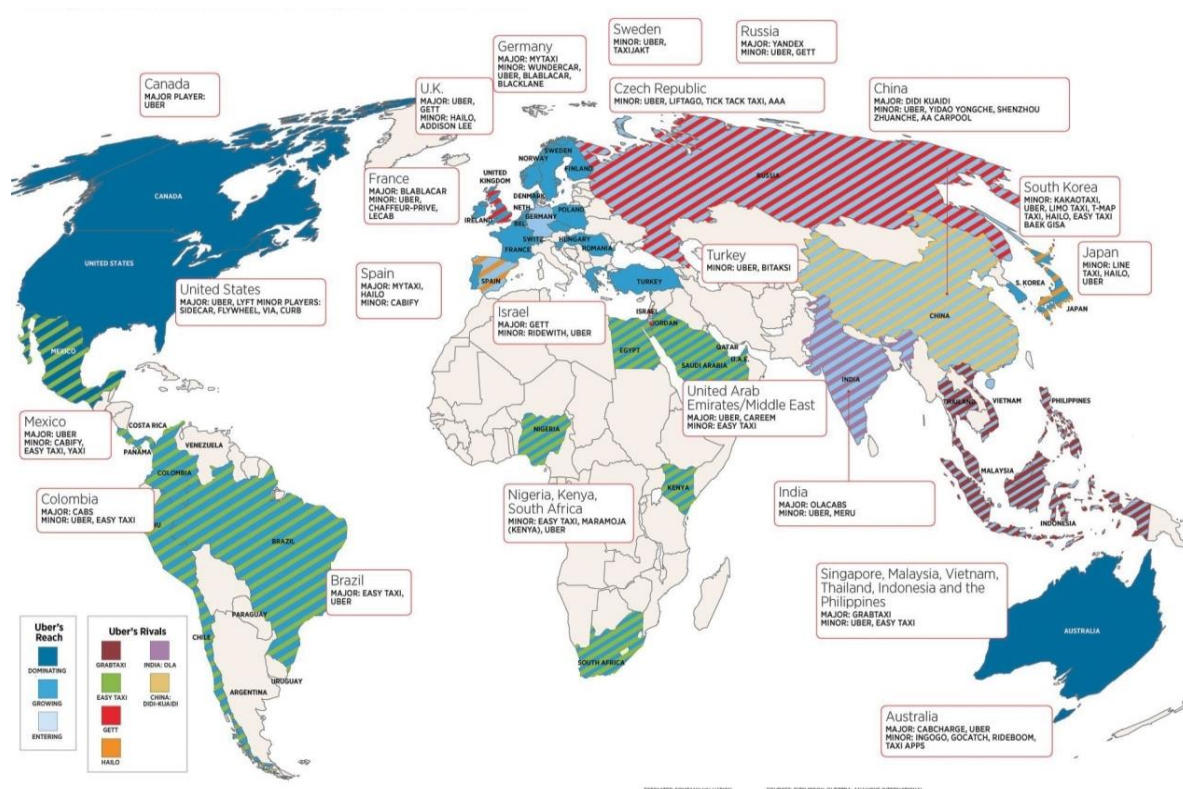 Sweden
MINOR: UBER,
TAXIJAKT
Russia
MAJOR: YANDEX
MINOR: UBER, GETT
Germany
MAJOR: MYTAXI
MINOR: WUNDERCAR,
UBER, BLABLACAR,
BLACKLANE
Canada
MAJOR PLAYER:
UBER
U.K.
MAJOR: UBER,
GETT
MINOR: HAILO,
ADDISON LEE
Czech Republic
MINOR: UBER, LIFTAGO, TICK TACK TAXI, AAA
China
MAJOR: DIDI KUAIDI
MINOR: UBER, YIDAO YONGCHE, SHENZHOU
ZHUANCHE, AA CARPOOL
France
MAJOR: BLABLACAR
MINOR: UBER,
CHAFFEUR-PRIVE,
LECAB
South Korea
MINOR: KAKAOTAXI,
UBER, LIMO TAXI, T-MAP
TAXI, HAILO, EASY TAXI
BAEK GISA
Turkey
MINOR: UBER, BITAKSI
Japan
MINOR: LINE
TAXI, HAILO,
UBER
Spain
MAJOR: MYTAXI,
HAILO
MINOR: CABIFY
United States
MAJOR: UBER, LYFT MINOR PLAYERS:
SIDECAR, FLYWHEEL, VIA, CURB
Israel
MAJOR: GETT
MINOR: RIDEWITH, UBER
United Arab
Emirates/Middle East
MAJOR: UBER, CAREEM
MINOR: EASY TAXI
Mexico
MAJOR: UBER
MINOR: CABIFY,
EASY TAXI, YAXI
Colombia
MAJOR: CABS
MINOR: UBER, EASY TAXI
Nigeria, Kenya,
South Africa
MINOR: EASY TAXI, MARAMOJA
(KENYA), UBER
India
MAJOR: OLACABS
MINOR: UBER, MERU
Brazil
MAJOR: EASY TAXI,
UBER
Singapore, Malaysia, Vietnam,
Thailand, Indonesia and the
Philippines
MAJOR: GRABTAXI
MINOR: UBER, EASY TAXI
Australia
MAJOR: CABCHARGE, UBER
MINOR: INGOGO, GOCATCH, RIDEBOOM,
TAXI APPS
CANADA
UNITED STATES
MEXICO
COSTA RICA
PANAMA
VENEZUELA
COLOMBIA
BRAZIL
PARAGUAY
CHILE
URUGUAY
ARGENTINA
SWEDEN
NORWAY
FINLAND
UNITED
KINGDOM
DENMARK
NETH.
IRELAND
BEL.
GERMANY
POLAND
SWITZ.
HUNGARY
FRANCE
ROMANIA
SPAIN
TURKEY
RUSSIA
ISRAEL
JORDAN
EGYPT
QATAR
U.A.E.
SAUDI ARABIA
NIGERIA
KENYA
SOUTH AFRICA
INDIA
CHINA
S. KOREA
JAPAN
THAILAND
VIETNAM
PHILIPPINES
MALAYSIA
INDONESIA
AUSTRALIA
Uber's
Reach
DOMINATING
GROWING
ENTERING
Uber's Rivals
GRABTAXI
EASY TAXI
GETT
HAILO
INDIA: OLA
CHINA:
DIDI-KUAIDI